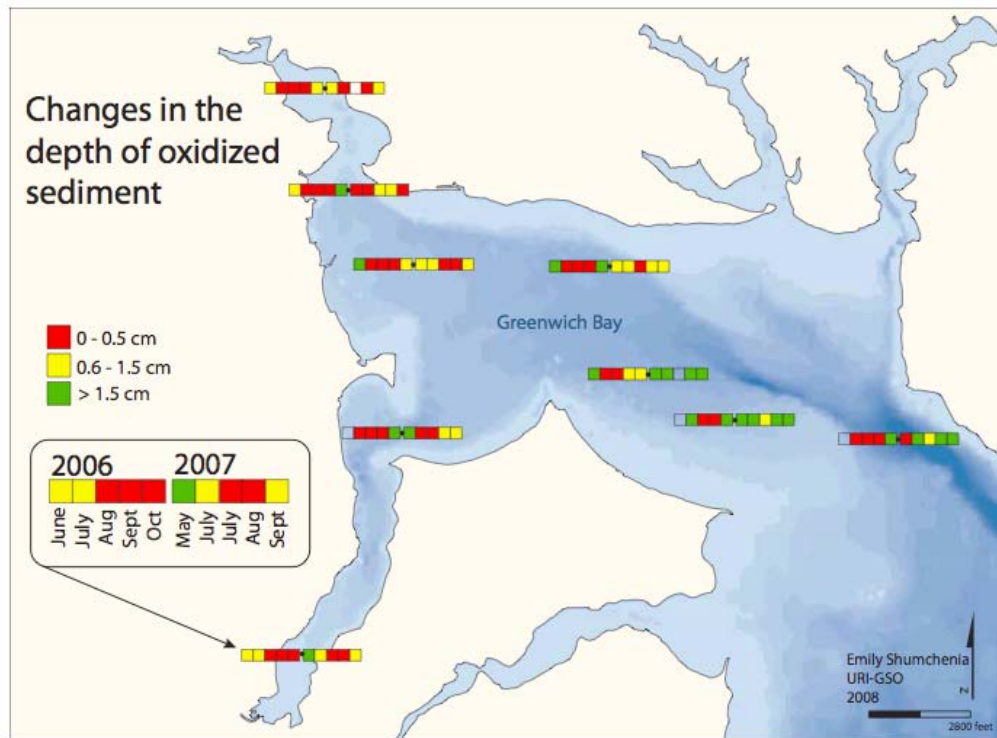 Changes in the
depth of oxidized
sediment
Greenwich Bay
0 - 0.5 cm
0.6 - 1.5 cm
> 1.5 cm
2006
2007
June
July
Aug
Sept
Oct
May
July
July
Aug
Sept
Emily Shumchenia
URI-GSO
2008
N
2800 feet